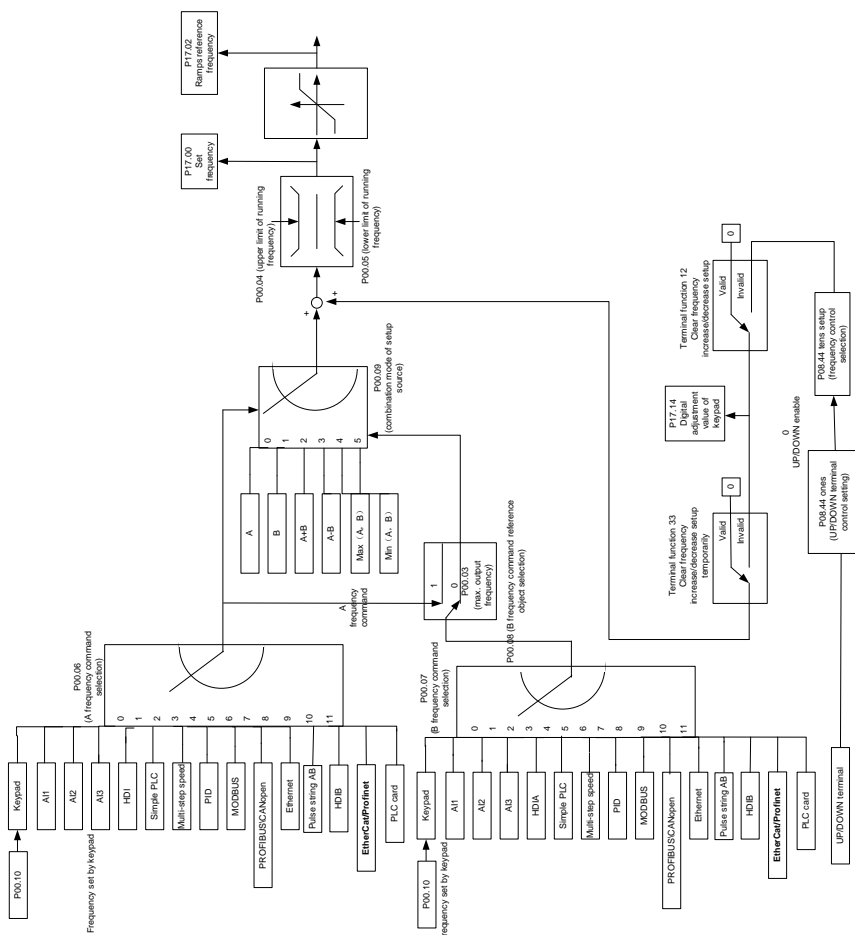 P17.02
Ramps reference
frequency
P17.00
Set
frequency
P00.04 (upper limit of running
frequency)
P00.05 (lower limit of running
frequency)
+
+
P00.09
(combination mode of setup
source)
0
1
2
3
4
5
A
B
A+B
A-B
Max（A，B）
Min（A，B）
A
frequency
command
1
0
P00.03
(max. output
frequency)
P00.08 (B frequency command reference
object selection)
P00.06
(A frequency command
selection)
0
1
2
3
4
5
6
7
8
9
10
11
Keypad
AI1
AI2
AI3
HDI
Simple PLC
Multi-step speed
PID
MODBUS
PROFIBUS\CANopen
Ethernet
Pulse string AB
HDIB
EtherCat/Profinet
PLC card
P00.10
Frequency set by keypad
P00.07
(B frequency command
selection)
0
1
2
3
4
5
6
7
8
9
10
11
Keypad
AI1
AI2
AI3
HDIA
Simple PLC
Multi-step speed
PID
MODBUS
PROFIBUS\CANopen
Ethernet
Pulse string AB
HDIB
EtherCat/Profinet
PLC card
P00.10
requency set by keypad
Terminal function 12
Clear frequency
increase/decrease setup
Valid
Invalid
0
P17.14
Digital
adjustment
value of
keypad
Terminal function 33
Clear frequency
increase/decrease setup
temporarily
Valid
Invalid
0
P08.44 tens setup
(frequency control
selection)
0
UP/DOWN enable
P08.44 ones
(UP/DOWN terminal
control setting)
UP/DOWN terminal